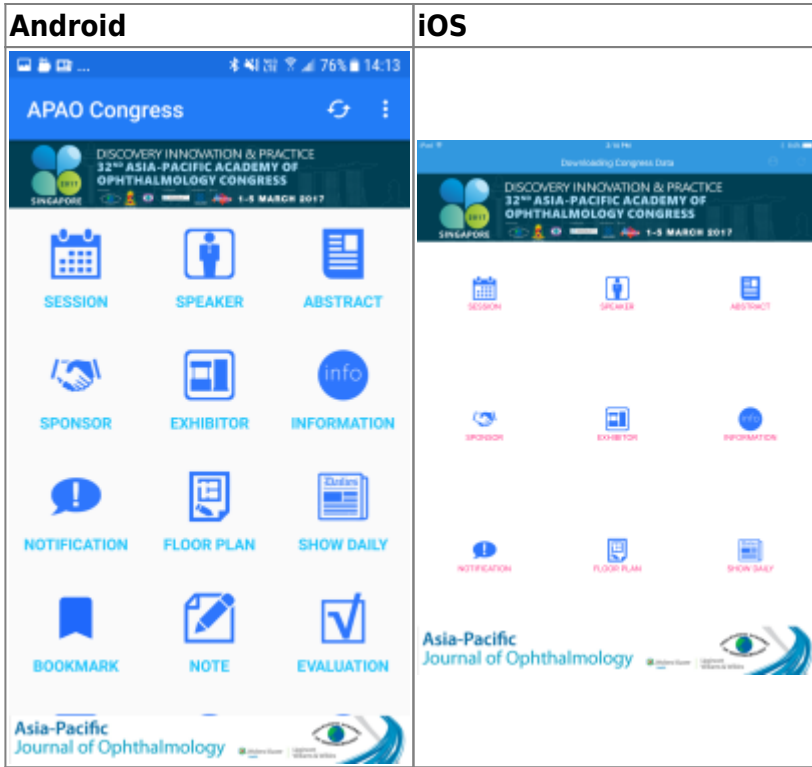 Android
iOS
... 76% 14:13
APAO Congress
DISCOVERY INNOVATION & PRACTICE
32ND ASIA-PACIFIC ACADEMY OF
OPHTHALMOLOGY CONGRESS
2017
SINGAPORE
1-5 MARCH 2017
SESSION SPEAKER ABSTRACT
info
SPONSOR EXHIBITOR INFORMATION
NOTIFICATION FLOOR PLAN SHOW DAILY
BOOKMARK NOTE EVALUATION
Asia-Pacific
Journal of Ophthalmology
iPad
Downloading Congress Data
DISCOVERY INNOVATION & PRACTICE
32ND ASIA-PACIFIC ACADEMY OF
OPHTHALMOLOGY CONGRESS
2017
SINGAPORE
1-5 MARCH 2017
SESSION SPEAKER ABSTRACT
info
SPONSOR EXHIBITOR INFORMATION
NOTIFICATION FLOOR PLAN SHOW DAILY
Asia-Pacific
Journal of Ophthalmology